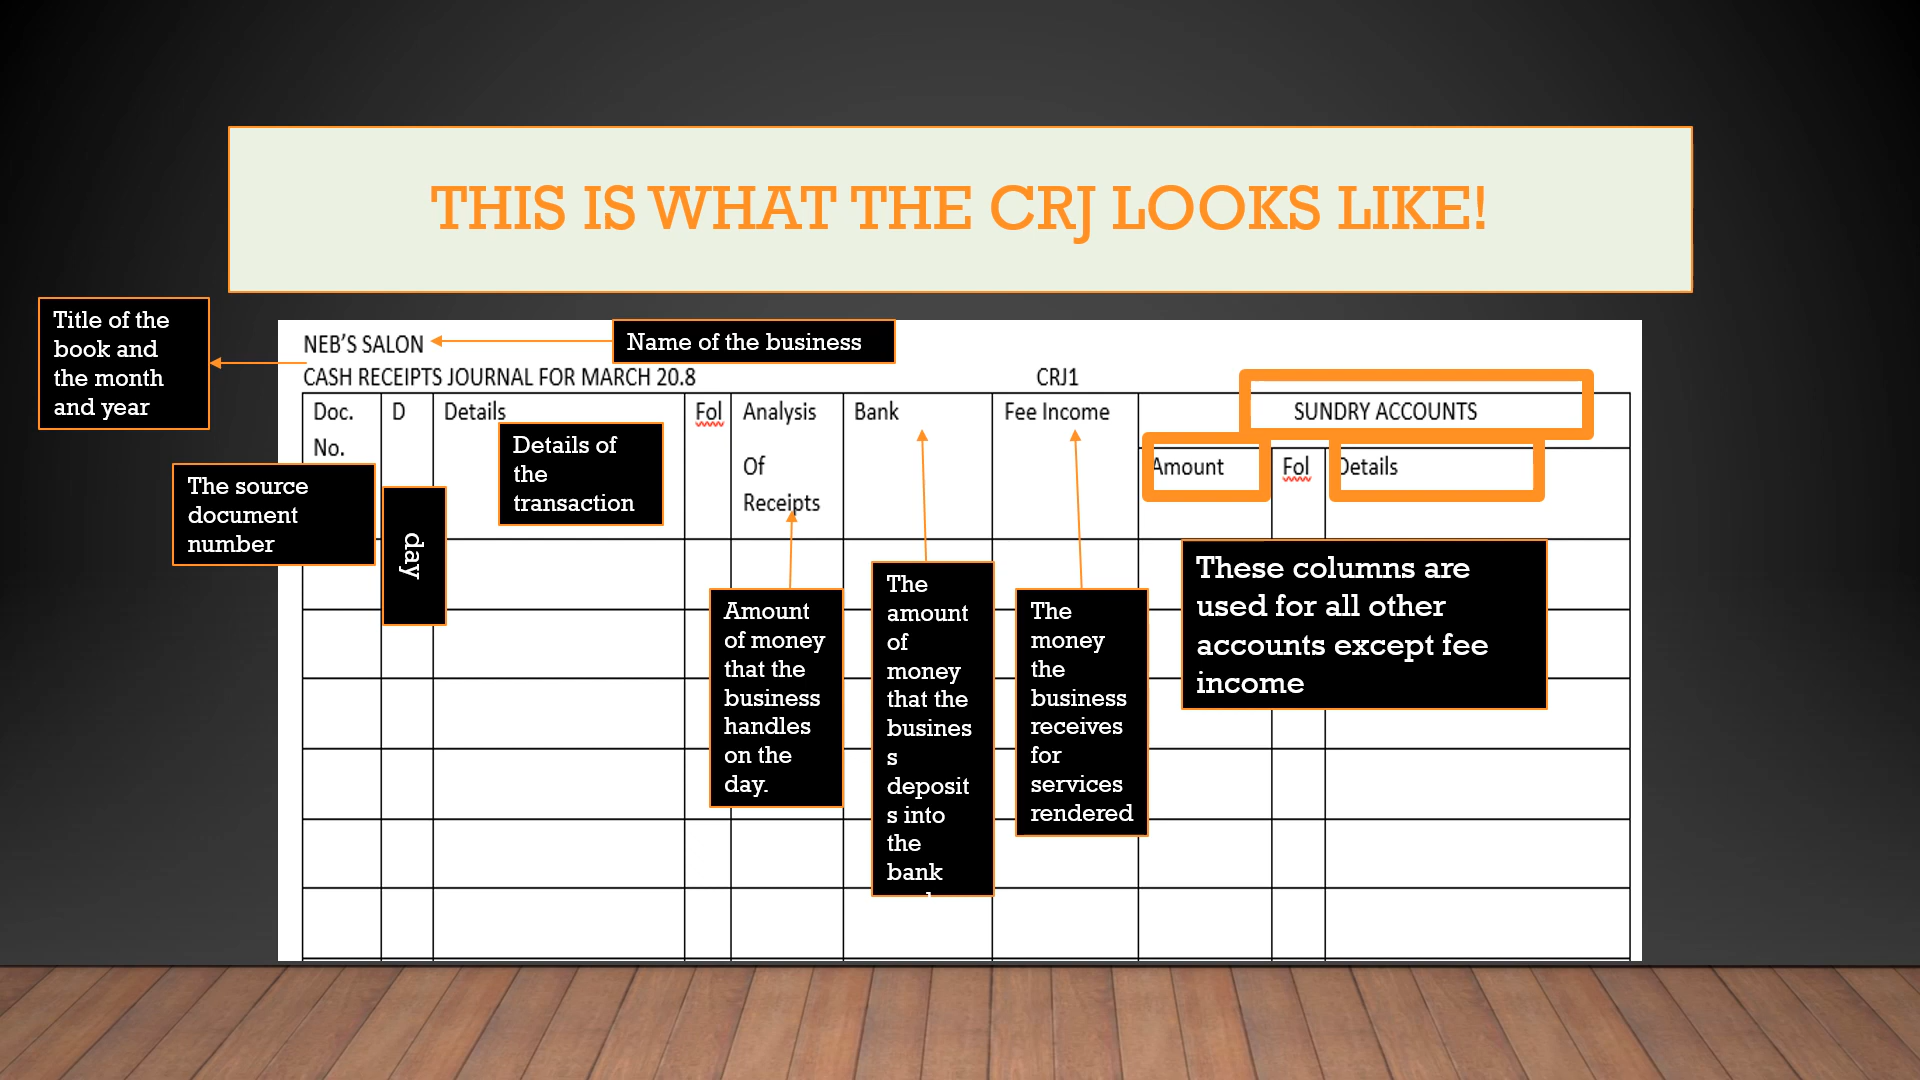 THIS IS WHAT THE CRJ LOOKS LIKE!
Title of the
book and
the month
and year
NEB'S SALON
Name of the business
CASH RECEIPTS JOURNAL FOR MARCH 20.8
CRJ1
Doc.
No.
D
Details
Fol
Analysis
Of
Receipts
Bank
Fee Income
SUNDRY ACCOUNTS
Amount
Fol
Details
The source
document
number
day
Details of
the
transaction
Amount
of money
that the
business
handles
on the
day.
The
amount
of
money
that the
busines
s
deposit
s into
the
bank
The
money
the
business
receives
for
services
rendered
These columns are
used for all other
accounts except fee
income